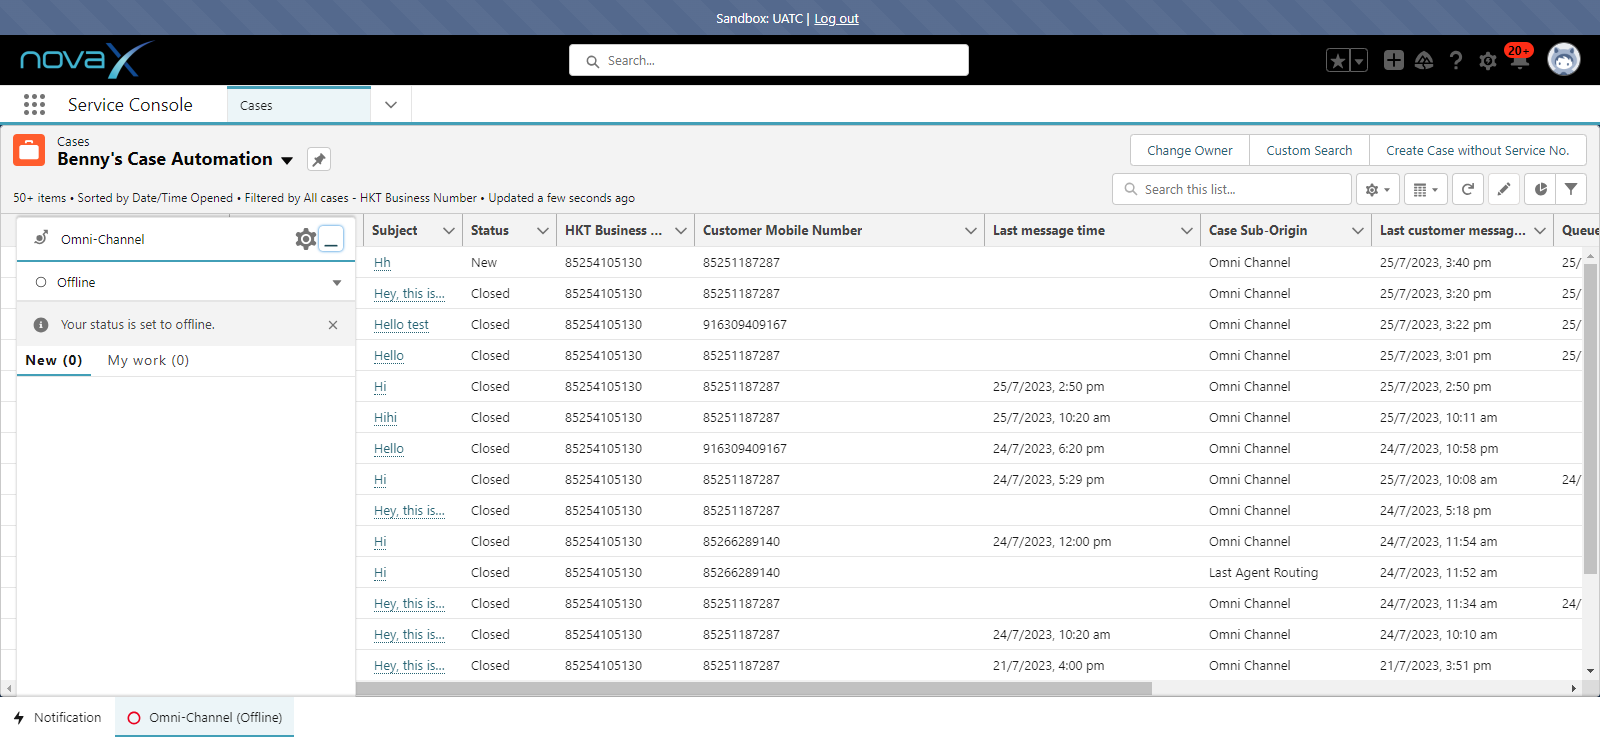 Sandbox: UATC | Log out
novaX
Search...
20+
Service Console
Cases
Cases
Benny's Case Automation
Change Owner
Custom Search
Create Case without Service No.
50+ items • Sorted by Date/Time Opened • Filtered by All cases - HKT Business Number • Updated a few seconds ago
Search this list...
Omni-Channel
Offline
Your status is set to offline.
New (0) My work (0)
Subject Status HKT Business ... Customer Mobile Number Last message time Case Sub-Origin Last customer messag... Queue
Hh New 85254105130 85251187287 Omni Channel 25/7/2023, 3:40 pm 25/
Hey, this is... Closed 85254105130 85251187287 Omni Channel 25/7/2023, 3:20 pm 25/
Hello test Closed 85254105130 916309409167 Omni Channel 25/7/2023, 3:22 pm 25/
Hello Closed 85254105130 85251187287 Omni Channel 25/7/2023, 3:01 pm 25/
Hi Closed 85254105130 85251187287 25/7/2023, 2:50 pm Omni Channel 25/7/2023, 2:50 pm
Hihi Closed 85254105130 85251187287 25/7/2023, 10:20 am Omni Channel 25/7/2023, 10:11 am
Hello Closed 85254105130 916309409167 24/7/2023, 6:20 pm Omni Channel 24/7/2023, 10:58 pm
Hi Closed 85254105130 85251187287 24/7/2023, 5:29 pm Omni Channel 25/7/2023, 10:08 am 24/
Hey, this is... Closed 85254105130 85251187287 Omni Channel 24/7/2023, 5:18 pm
Hi Closed 85254105130 85266289140 24/7/2023, 12:00 pm Omni Channel 24/7/2023, 11:54 am
Hi Closed 85254105130 85266289140 Last Agent Routing 24/7/2023, 11:52 am
Hey, this is... Closed 85254105130 85251187287 Omni Channel 24/7/2023, 11:34 am 24/
Hey, this is... Closed 85254105130 85251187287 24/7/2023, 10:20 am Omni Channel 24/7/2023, 10:10 am
Hey, this is... Closed 85254105130 85251187287 21/7/2023, 4:00 pm Omni Channel 21/7/2023, 3:51 pm
Notification
Omni-Channel (Offline)